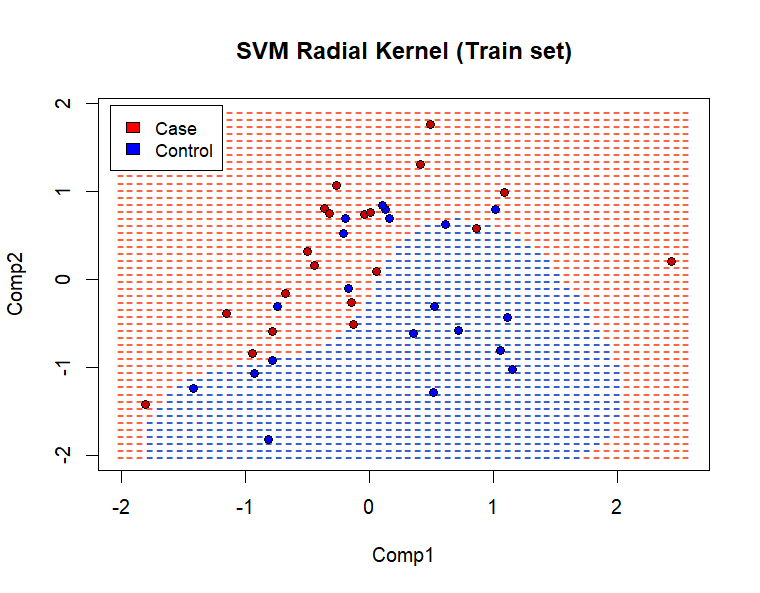 SVM Radial Kernel (Train set)
Case
Control
2
1
0
-1
-2
Comp2
-2 -1 0 1 2
Comp1